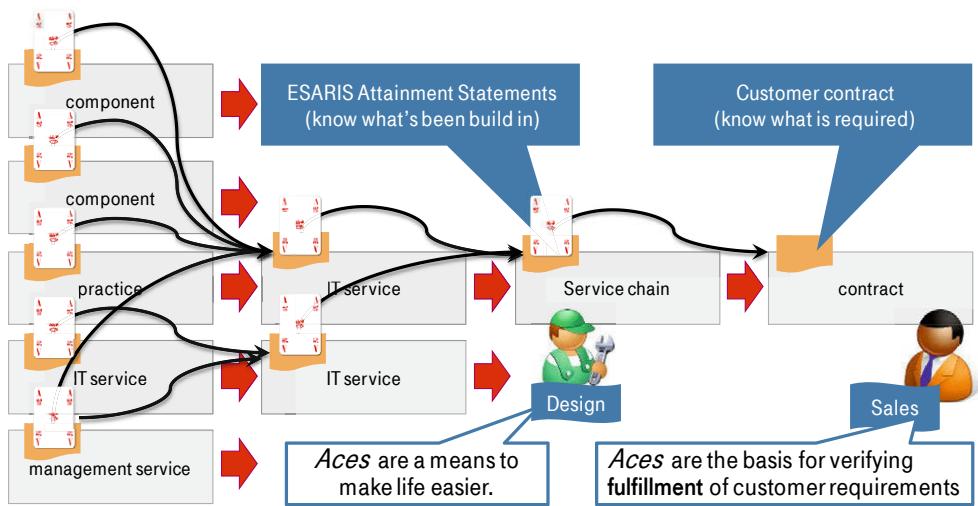 component
component
practice
IT service
management service
ESARIS Attainment Statements
(know what's been build in)
IT service
IT service
Service chain
Customer contract
(know what is required)
contract
Design
Sales
Aces are a means to
make life easier.
Aces are the basis for verifying
fulfillment of customer requirements